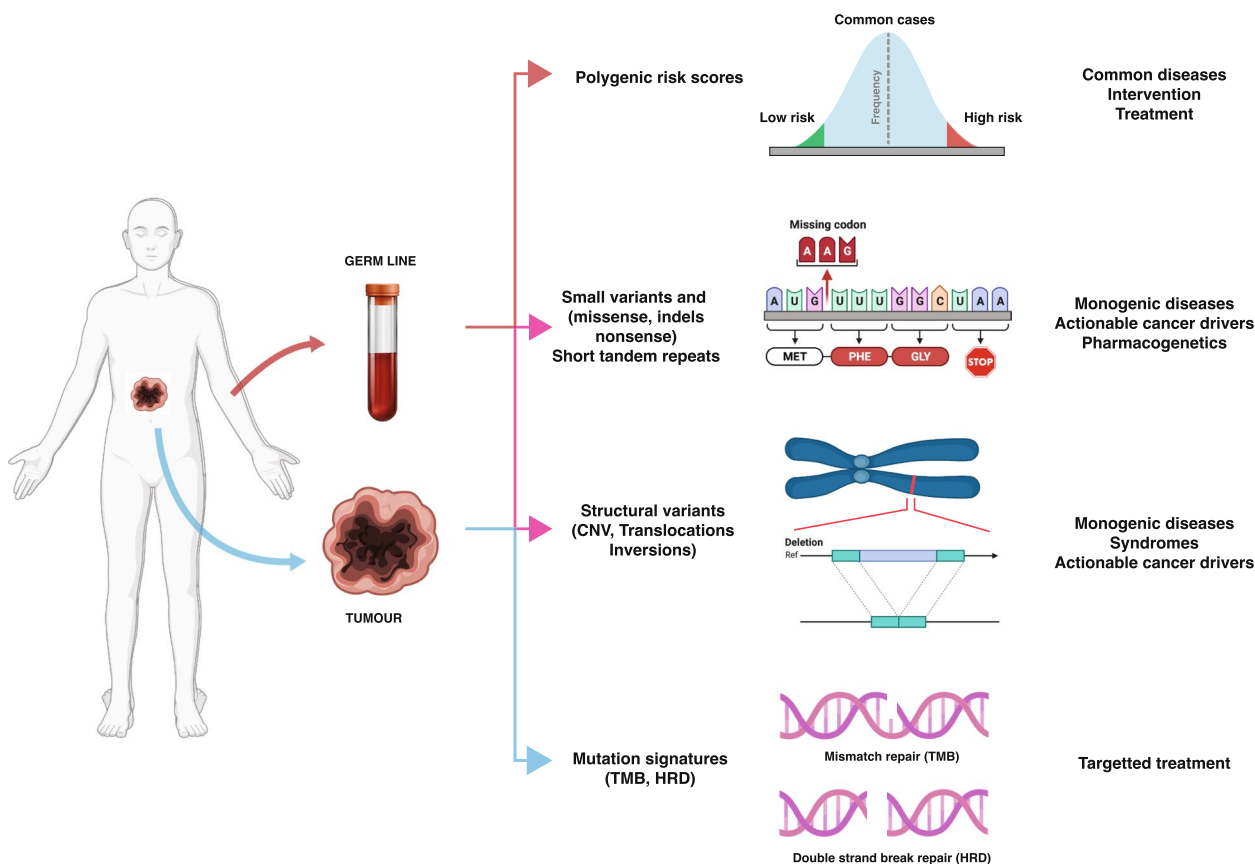 Common cases
Polygenic risk scores
Frequency
Low risk
High risk
Common diseases
Intervention
Treatment
GERM LINE
Small variants and
(missense, indels
nonsense)
Short tandem repeats
Missing codon
A A G
A U G U U U G G C U A A
MET PHE GLY STOP
Monogenic diseases
Actionable cancer drivers
Pharmacogenetics
TUMOUR
Structural variants
(CNV, Translocations
Inversions)
Deletion
Ref
Monogenic diseases
Syndromes
Actionable cancer drivers
Mutation signatures
(TMB, HRD)
Mismatch repair (TMB)
Double strand break repair (HRD)
Targetted treatment